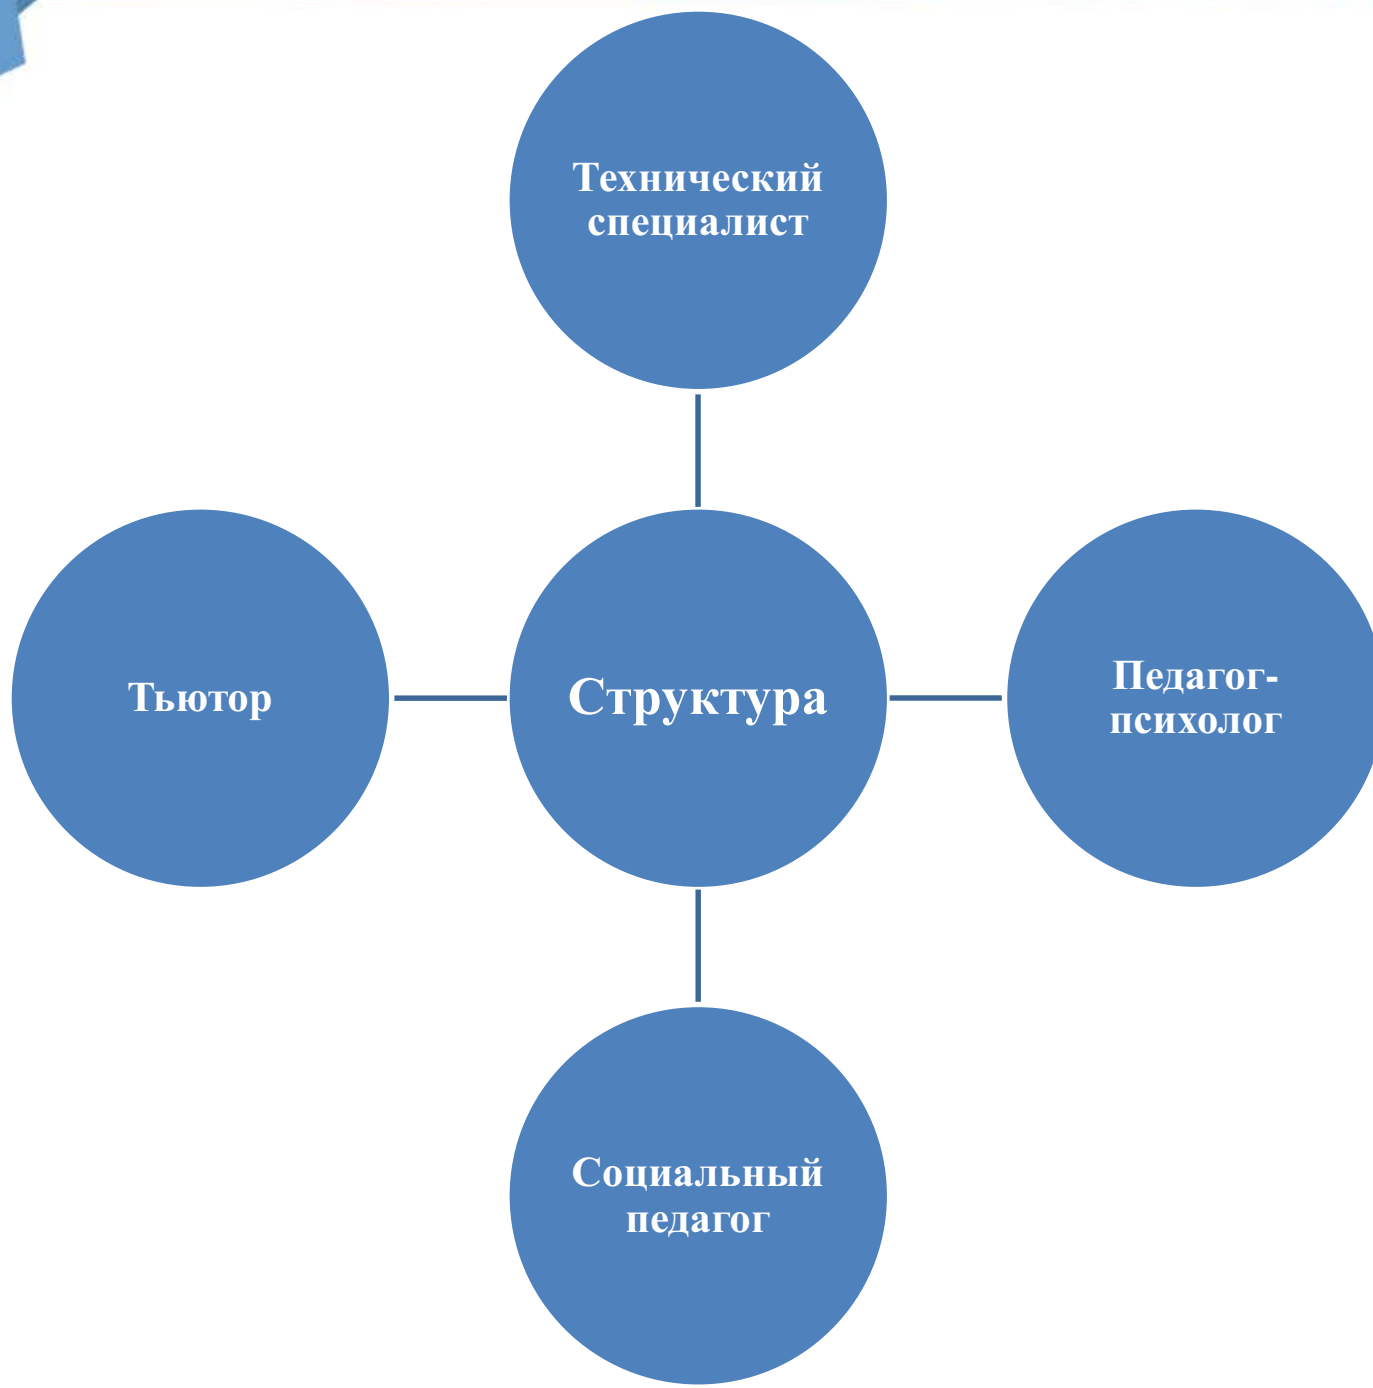 Технический
специалист
Тьютор
Структура
Педагог-
психолог
Социальный
педагог